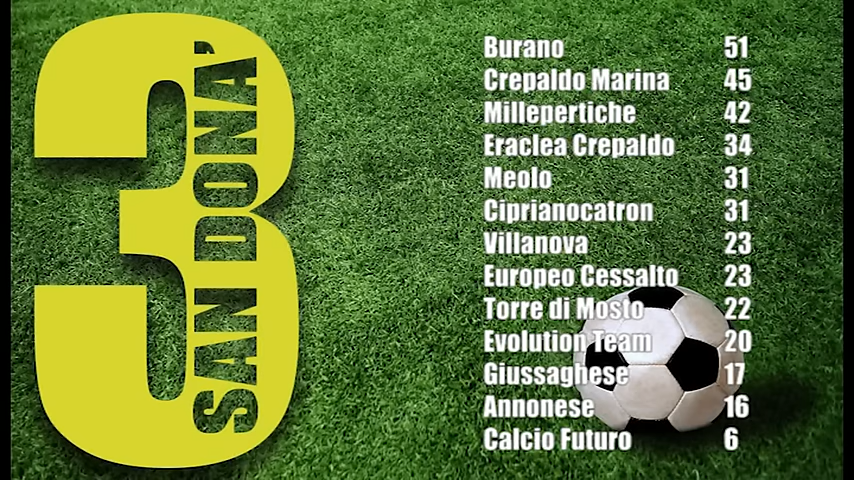 3
SAN DONA'
Burano 51
Crepaldo Marina 45
Millepertiche 42
Eraclea Crepaldo 34
Meolo 31
Ciprianocatron 31
Villanova 23
Europeo Cessalto 23
Torre di Mosto 22
Evolution Team 20
Giussaghese 17
Annonese 16
Calcio Futuro 6